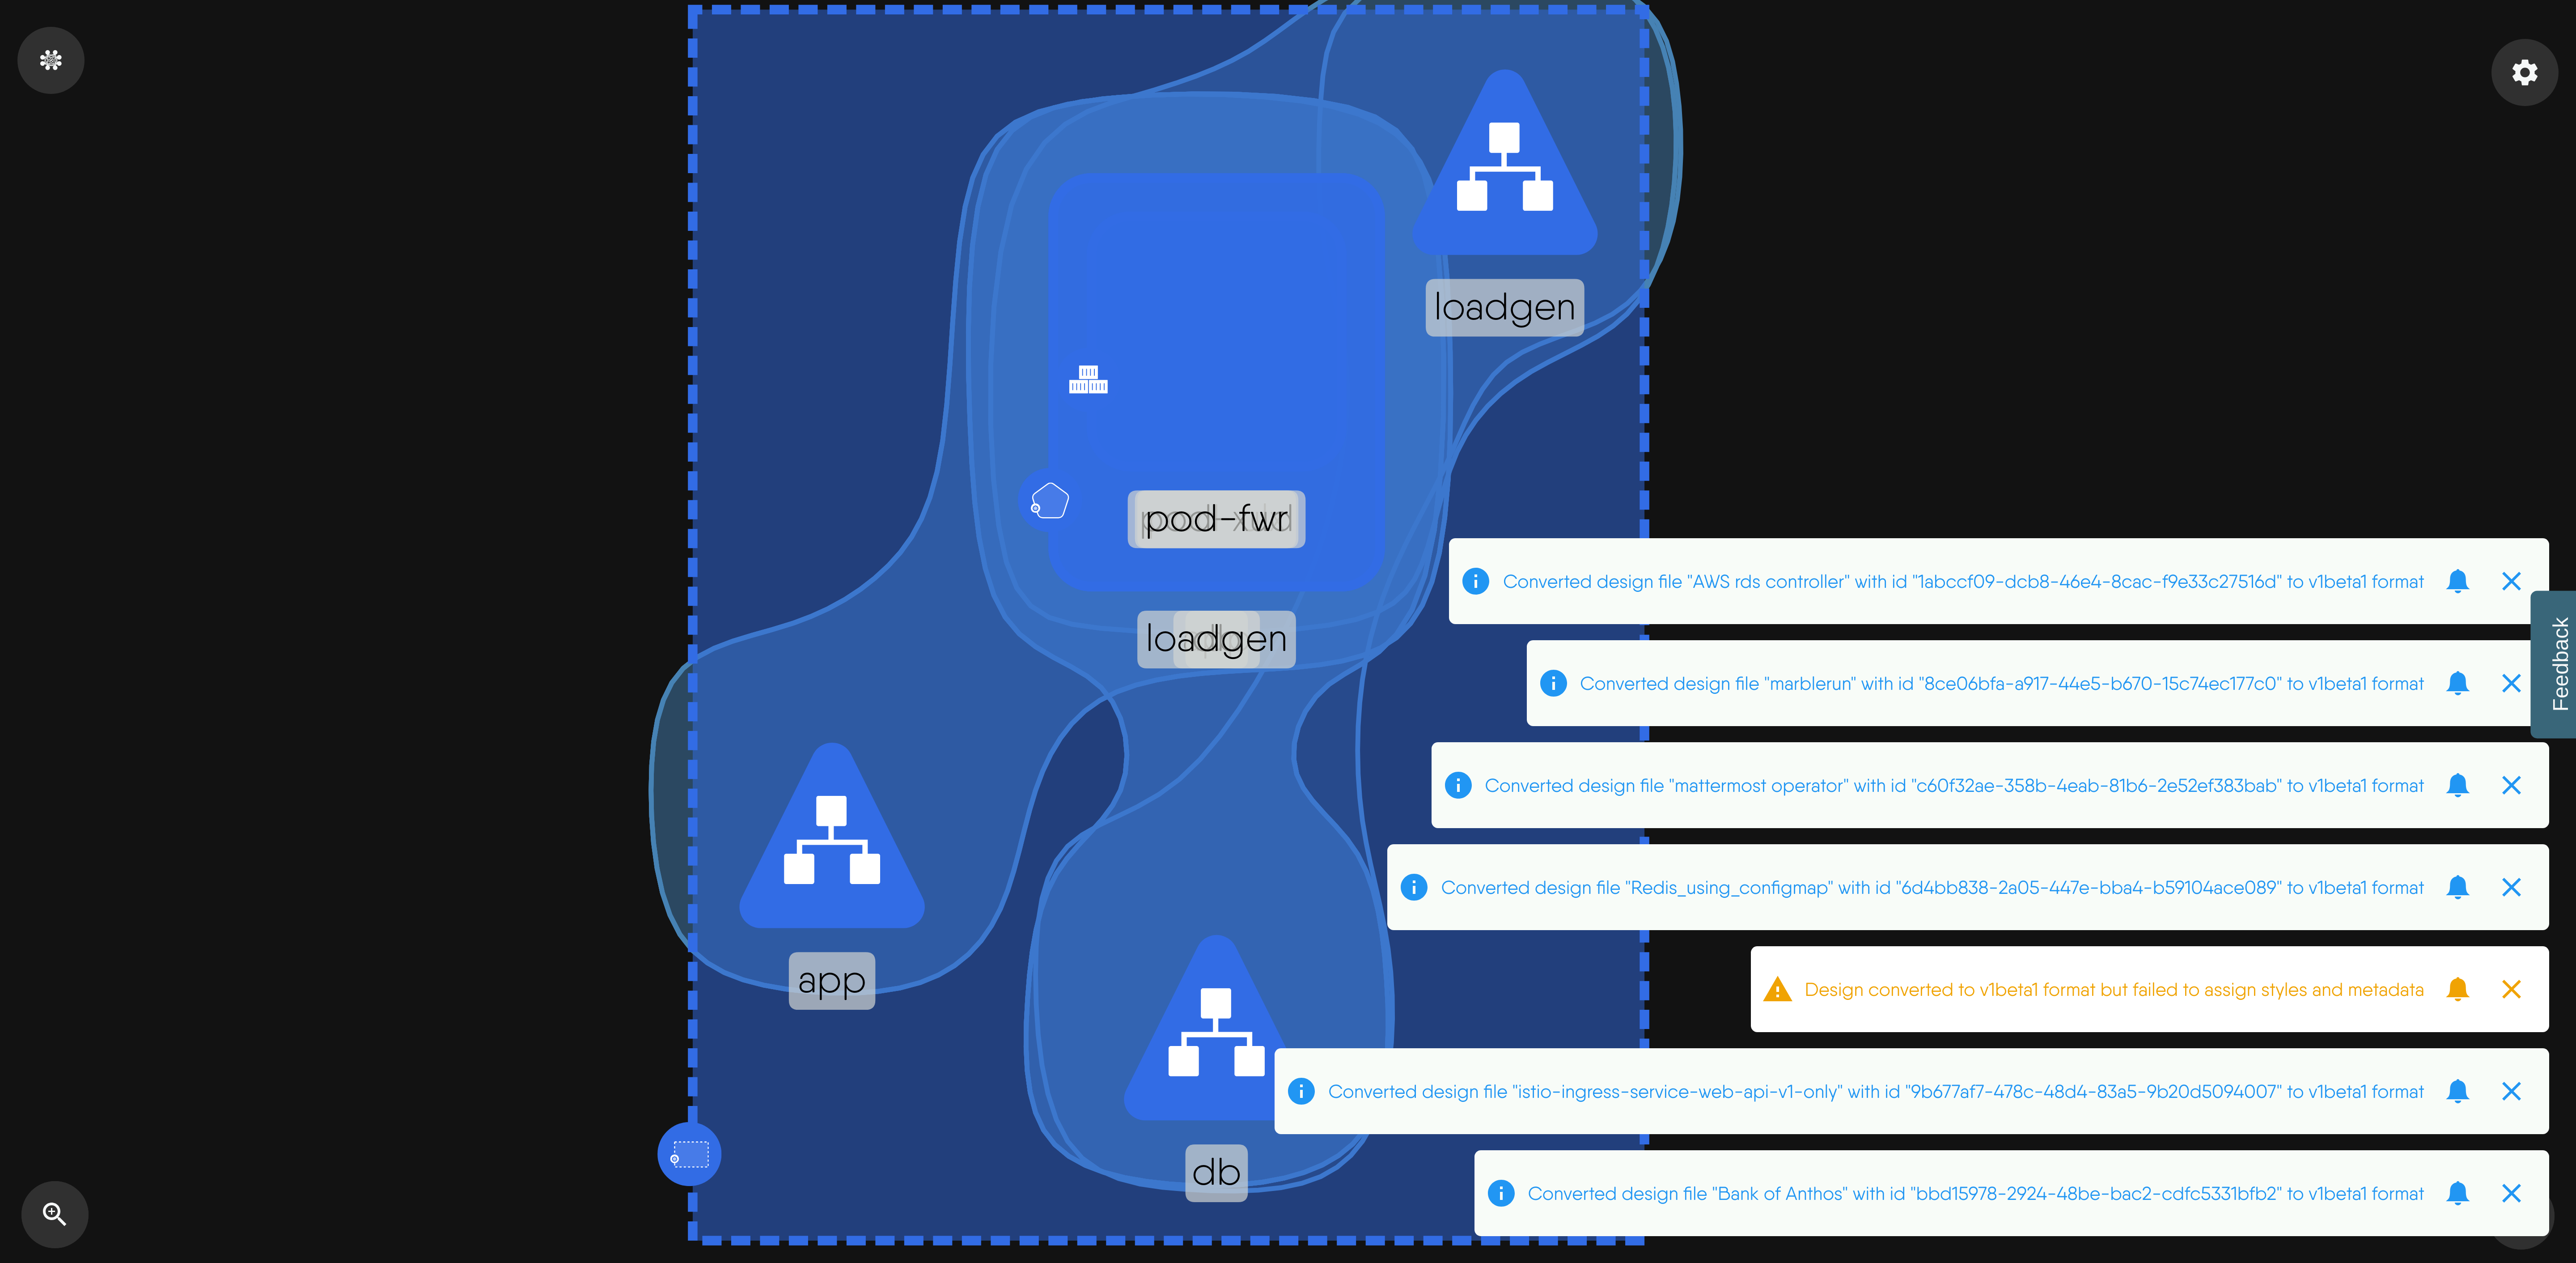 loadgen
pod-fwr
loadgen
app
db
Converted design file "AWS rds controller" with id "1abccf09-dcb8-46e4-8cac-f9e33c27516d" to v1beta1 format
Converted design file "marblerun" with id "8ce06bfa-a917-44e5-b670-15c74ec177c0" to v1beta1 format
Converted design file "mattermost operator" with id "c60f32ae-358b-4eab-81b6-2e52ef383bab" to v1beta1 format
Converted design file "Redis_using_configmap" with id "6d4bb838-2a05-447e-bba4-b59104ace089" to v1beta1 format
Design converted to v1beta1 format but failed to assign styles and metadata
Converted design file "istio-ingress-service-web-api-v1-only" with id "9b677af7-478c-48d4-83a5-9b20d5094007" to v1beta1 format
Converted design file "Bank of Anthos" with id "bbd15978-2924-48be-bac2-cdfc5331bfb2" to v1beta1 format
Feedback